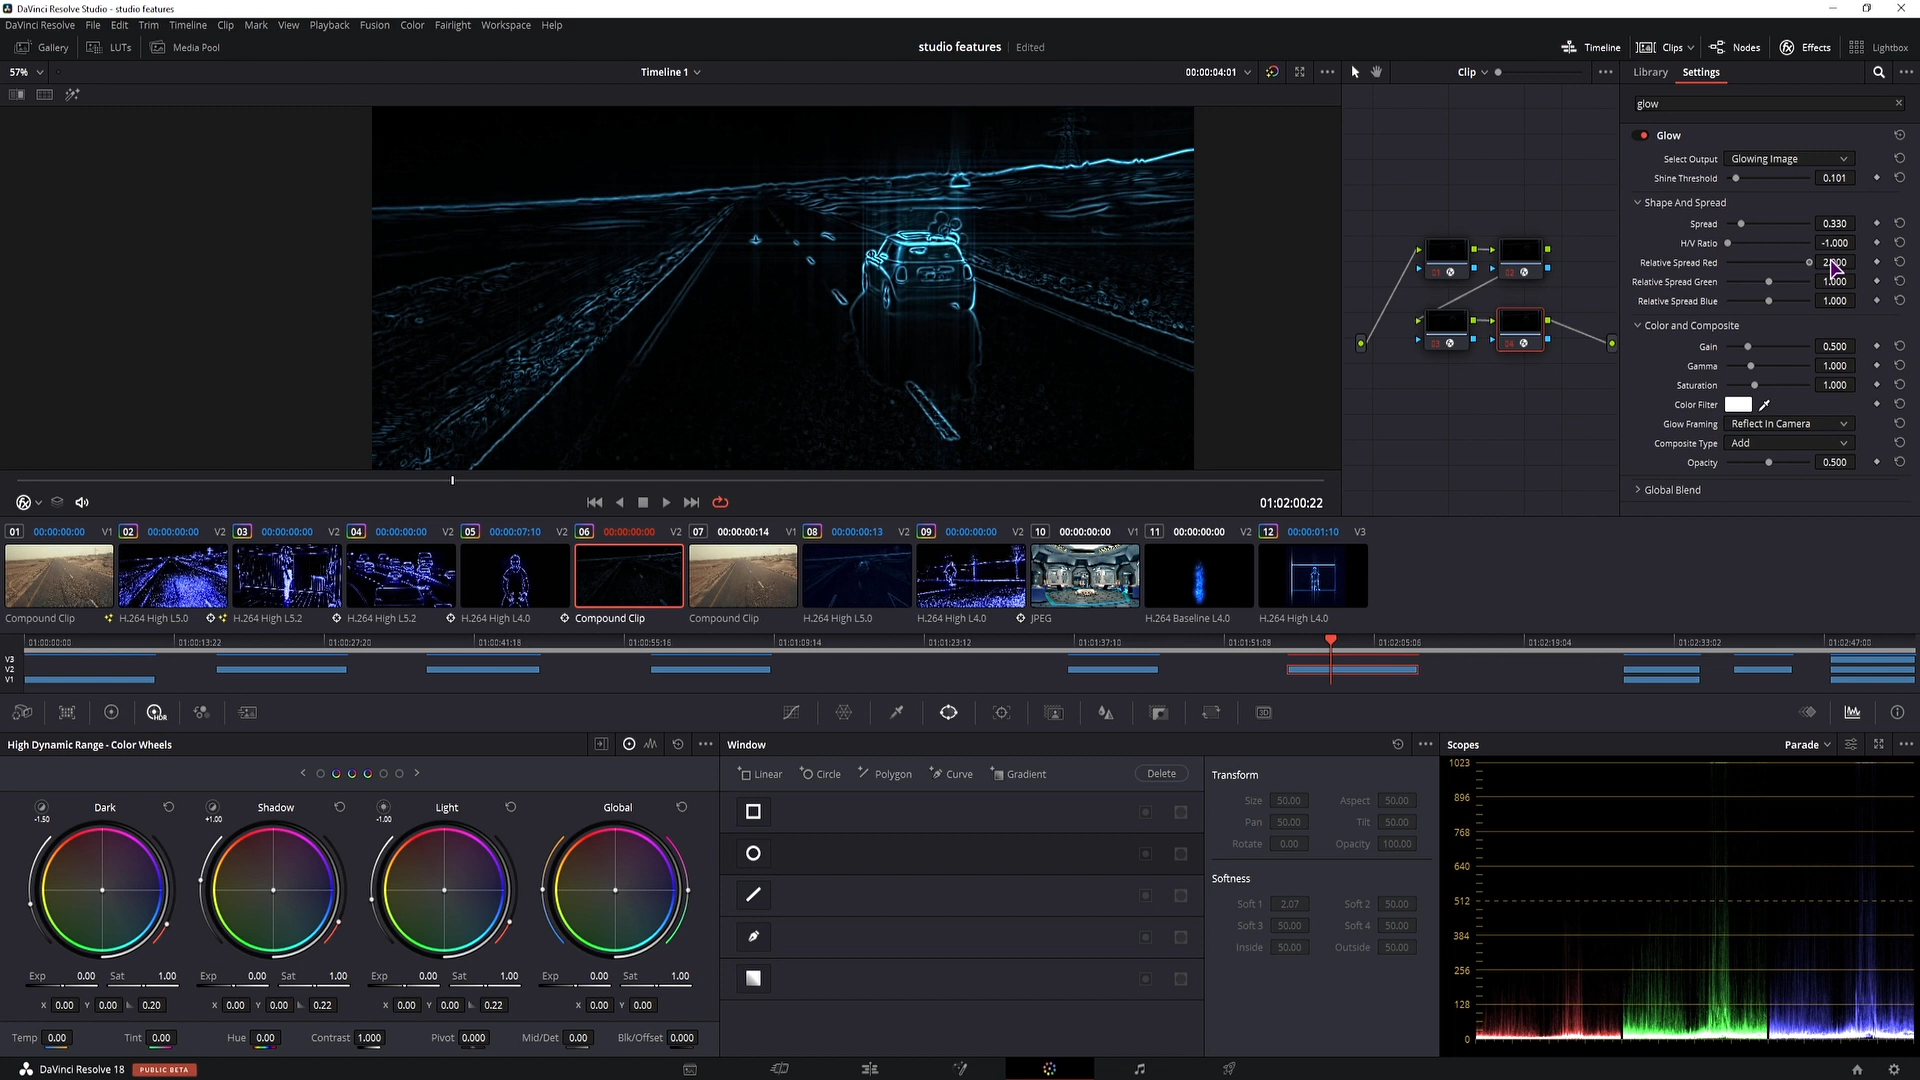 DaVinci Resolve Studio - studio features
DaVinci Resolve File Edit Trim Timeline Clip Mark View Playback Fusion Color Fairlight Workspace Help
Gallery LUTs Media Pool studio features Edited Timeline Clips Nodes Effects Lightbox
57% Timeline 1 00:00:04:01 Clip Library Settings
glow
Glow
Select Output Glowing Image
Shine Threshold 0.101
Shape And Spread
Spread 0.330
H/V Ratio -1.000
Relative Spread Red
Relative Spread Green 1.000
Relative Spread Blue 1.000
Color and Composite
Gain 0.500
Gamma 1.000
Saturation 1.000
Color Filter
Glow Framing Reflect In Camera
Composite Type Add
Opacity 0.500
Global Blend
01 02
03 04
01:02:00:22
01 00:00:00:00 V1 02 00:00:00:00 V2 03 00:00:00:00 V2 04 00:00:00:00 V2 05 00:00:07:10 V2 06 00:00:00:00 V2 07 00:00:00:14 V1 08 00:00:00:13 V2 09 00:00:00:00 V2 10 00:00:00:00 V1 11 00:00:00:00 V2 12 00:00:01:10 V3
Compound Clip H.264 High L5.0 H.264 High L5.2 H.264 High L5.2 H.264 High L4.0 Compound Clip Compound Clip H.264 High L5.0 H.264 High L4.0 JPEG H.264 Baseline L4.0 H.264 High L4.0
01:00:00:00 01:00:13:22 01:00:27:20 01:00:41:18 01:00:55:16 01:01:09:14 01:01:23:12 01:01:37:10 01:01:51:08 01:02:05:06 01:02:19:04 01:02:33:02 01:02:47:00
V3
V2
V1
HDR 3D
High Dynamic Range - Color Wheels
Dark Shadow Light Global
-1.50 +1.00 -1.00
Exp 0.00 Sat 1.00 Exp 0.00 Sat 1.00 Exp 0.00 Sat 1.00 Exp 0.00 Sat 1.00
X 0.00 Y 0.00 0.20 X 0.00 Y 0.00 0.22 X 0.00 Y 0.00 0.22 X 0.00 Y 0.00
Temp 0.00 Tint 0.00 Hue 0.00 Contrast 1.000 Pivot 0.000 Mid/Det 0.00 Blk/Offset 0.000
Window
Linear Circle Polygon Curve Gradient Delete
Transform
Size 50.00 Aspect 50.00
Pan 50.00 Tilt 50.00
Rotate 0.00 Opacity 100.00
Softness
Soft 1 2.07 Soft 2 50.00
Soft 3 50.00 Soft 4 50.00
Inside 50.00 Outside 50.00
Scopes Parade
1023
896
768
640
512
384
256
128
0
DaVinci Resolve 18 PUBLIC BETA